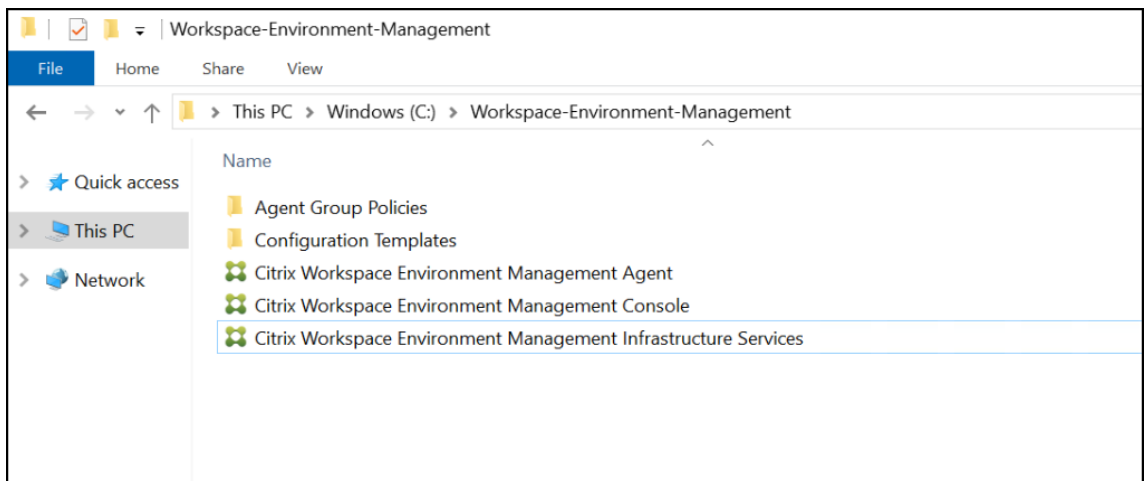 Workspace-Environment-Management
File Home Share View
This PC > Windows (C:) > Workspace-Environment-Management
Name
Quick access
Agent Group Policies
This PC
Configuration Templates
Citrix Workspace Environment Management Agent
Network
Citrix Workspace Environment Management Console
Citrix Workspace Environment Management Infrastructure Services